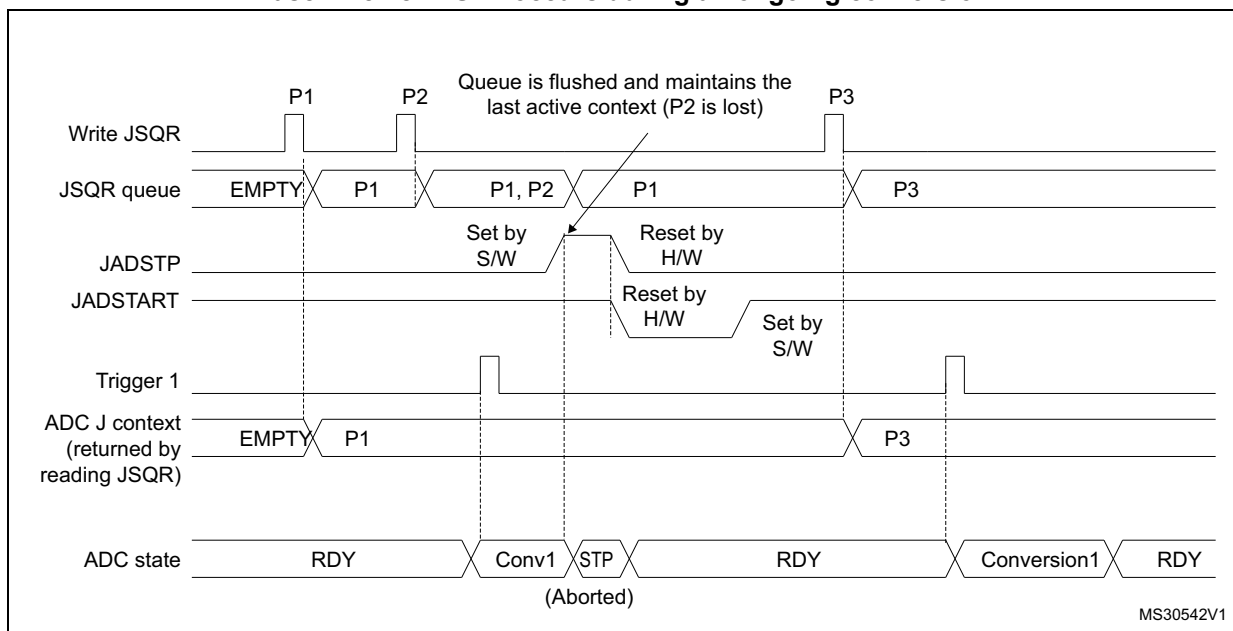 P1
P2
Queue is flushed and maintains the
last active context (P2 is lost)
P3
Write JSQR
JSQR queue
EMPTY
P1
P1, P2
P1
P3
Set by
S/W
Reset by
H/W
JADSTP
JADSTART
Reset by
H/W
Set by
S/W
Trigger 1
ADC J context
(returned by
reading JSQR)
EMPTY
P1
P3
ADC state
RDY
Conv1
STP
RDY
Conversion1
RDY
(Aborted)
MS30542V1